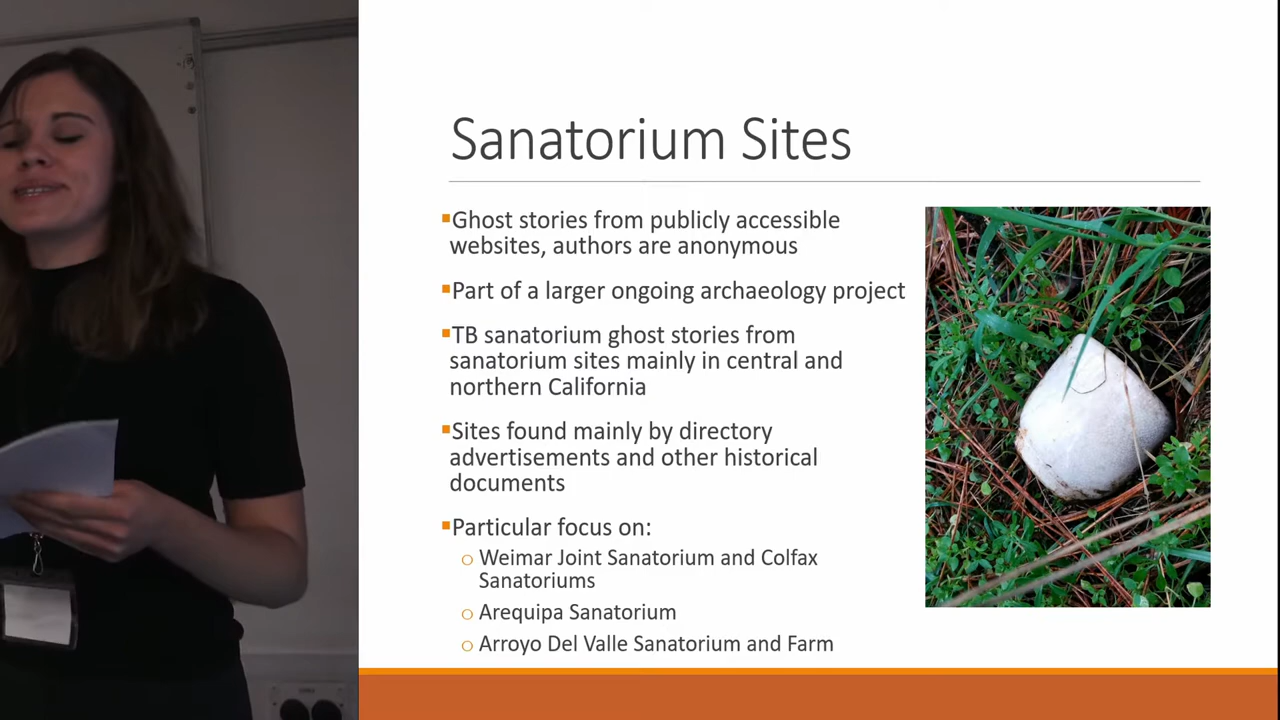 Sanatorium Sites
▪Ghost stories from publicly accessible
websites, authors are anonymous
▪Part of a larger ongoing archaeology project
▪TB sanatorium ghost stories from
sanatorium sites mainly in central and
northern California
▪Sites found mainly by directory
advertisements and other historical
documents
▪Particular focus on:
o Weimar Joint Sanatorium and Colfax
Sanatoriums
o Arequipa Sanatorium
o Arroyo Del Valle Sanatorium and Farm